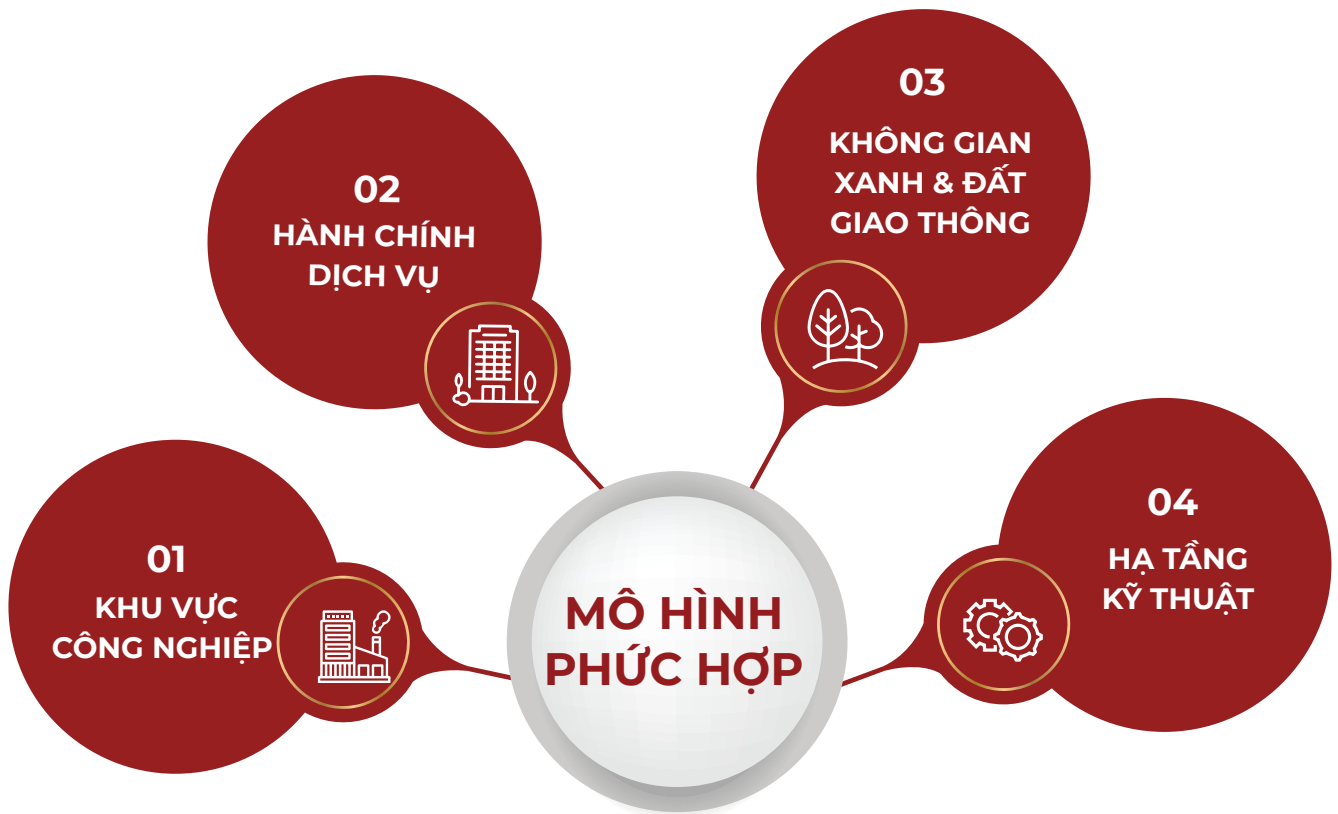 01
KHU VỰC
CÔNG NGHIỆP
02
HÀNH CHÍNH
DỊCH VỤ
03
KHÔNG GIAN
XANH & ĐẤT
GIAO THÔNG
04
HẠ TẦNG
KỸ THUẬT
MÔ HÌNH
PHỨC HỢP